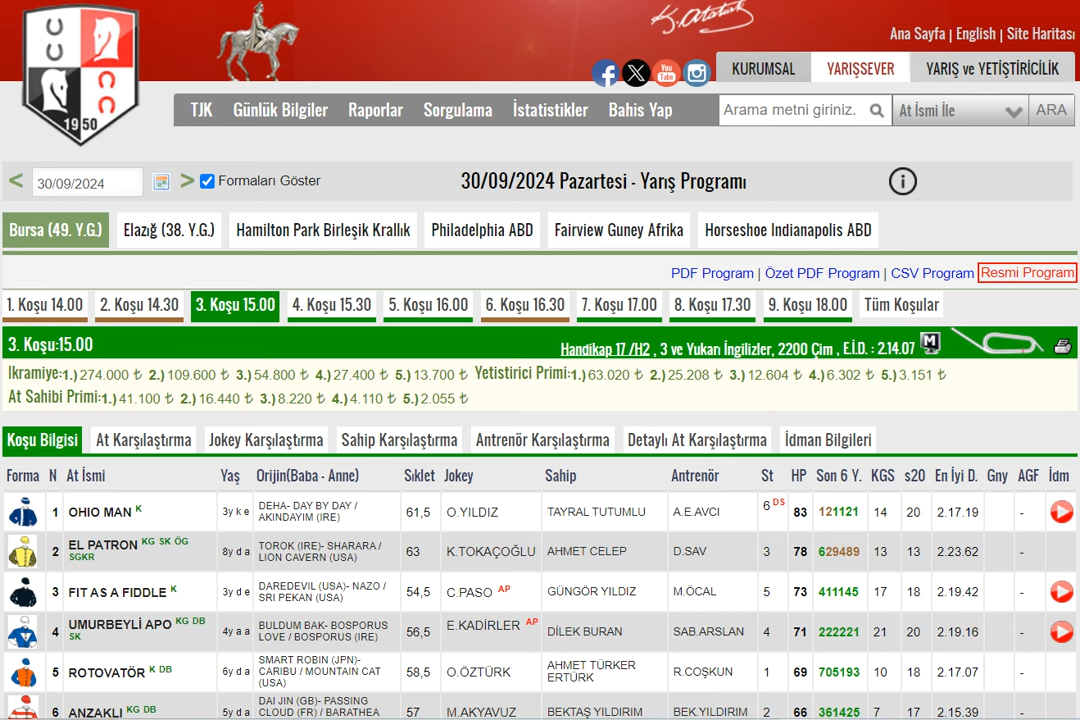 K. Atatürk
Ana Sayfa | English | Site Haritası
KURUMSAL YARIŞSEVER YARIŞ ve YETİŞTİRİCİLİK
You Tube
C C C C
1950
TJK Günlük Bilgiler Raporlar Sorgulama İstatistikler Bahis Yap Arama metni giriniz. At İsmi İle ARA
< 30/09/2024 > Formaları Göster 30/09/2024 Pazartesi - Yarış Programı i
Bursa (49. Y.G.) Elazığ (38. Y.G.) Hamilton Park Birleşik Krallık Philadelphia ABD Fairview Guney Afrika Horseshoe Indianapolis ABD
PDF Program | Özet PDF Program | CSV Program Resmi Program
1. Koşu 14.00 2. Koşu 14.30 3. Koşu 15.00 4. Koşu 15.30 5. Koşu 16.00 6. Koşu 16.30 7. Koşu 17.00 8. Koşu 17.30 9. Koşu 18.00 Tüm Koşular
3. Koşu:15.00 Handikap 17 /H2 , 3 ve Yukarı İngilizler, 2200 Çim , E.İ.D. : 2.14.07 M
Ikramiye:1.) 274.000 ₺ 2.) 109.600 ₺ 3.) 54.800 ₺ 4.) 27.400 ₺ 5.) 13.700 ₺ Yetistirici Primi:1.) 63.020 ₺ 2.) 25.208 ₺ 3.) 12.604 ₺ 4.) 6.302 ₺ 5.) 3.151 ₺
At Sahibi Primi:1.) 41.100 ₺ 2.) 16.440 ₺ 3.) 8.220 ₺ 4.) 4.110 ₺ 5.) 2.055 ₺
Koşu Bilgisi At Karşılaştırma Jokey Karşılaştırma Sahip Karşılaştırma Antrenör Karşılaştırma Detaylı At Karşılaştırma İdman Bilgileri
Forma N At İsmi Yaş Orijin(Baba - Anne) Sıklet Jokey Sahip Antrenör St HP Son 6 Y. KGS s20 En İyi D. Gny AGF İdm
1 OHIO MAN K 3y k e DEHA- DAY BY DAY / AKINDAYIM (IRE) 61,5 O.YILDIZ TAYRAL TUTUMLU A.E.AVCI 6 DS 83 121121 14 20 2.17.19 -
2 EL PATRON KG SK ÖG SGKR 8y d a TOROK (IRE)- SHARARA / LION CAVERN (USA) 63 K.TOKAÇOĞLU AHMET CELEP D.SAV 3 78 629489 13 13 2.23.62 -
3 FIT AS A FIDDLE K 3y d e DAREDEVIL (USA)- NAZO / SRI PEKAN (USA) 54,5 C.PASO AP GÜNGÖR YILDIZ M.ÖCAL 5 73 411145 17 18 2.19.42 -
4 UMURBEYLİ APO KG DB SK 4y a a BULDUM BAK- BOSPORUS LOVE / BOSPORUS (IRE) 56,5 E.KADİRLER AP DİLEK BURAN SAB.ARSLAN 4 71 222221 21 20 2.19.16 -
5 ROTOVATÖR K DB 6y d a SMART ROBIN (JPN)- CARIBU / MOUNTAIN CAT (USA) 58,5 O.ÖZTÜRK AHMET TÜRKER ERTÜRK R.COŞKUN 1 69 705193 10 18 2.17.07 -
6 ANZAKLI KG DB 5y d a DAI JIN (GB)- PASSING CLOUD (FR) / BARATHEA 57 M.AKYAVUZ BEKTAŞ YILDIRIM BEK.YILDIRIM 2 66 361425 7 17 2.15.39 -